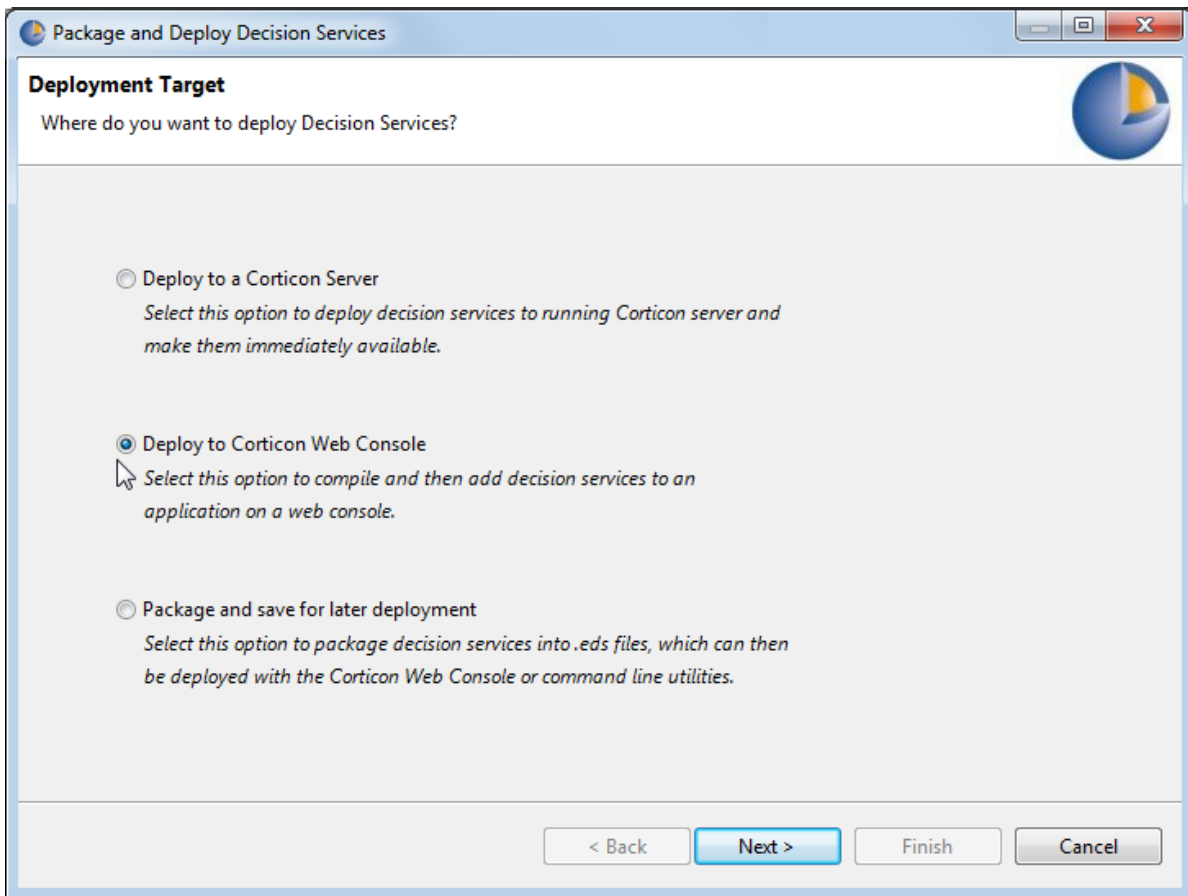 Package and Deploy Decision Services
Deployment Target
Where do you want to deploy Decision Services?
Deploy to a Corticon Server
Select this option to deploy decision services to running Corticon server and
make them immediately available.
Deploy to Corticon Web Console
Select this option to compile and then add decision services to an
application on a web console.
Package and save for later deployment
Select this option to package decision services into .eds files, which can then
be deployed with the Corticon Web Console or command line utilities.
< Back Next > Finish Cancel